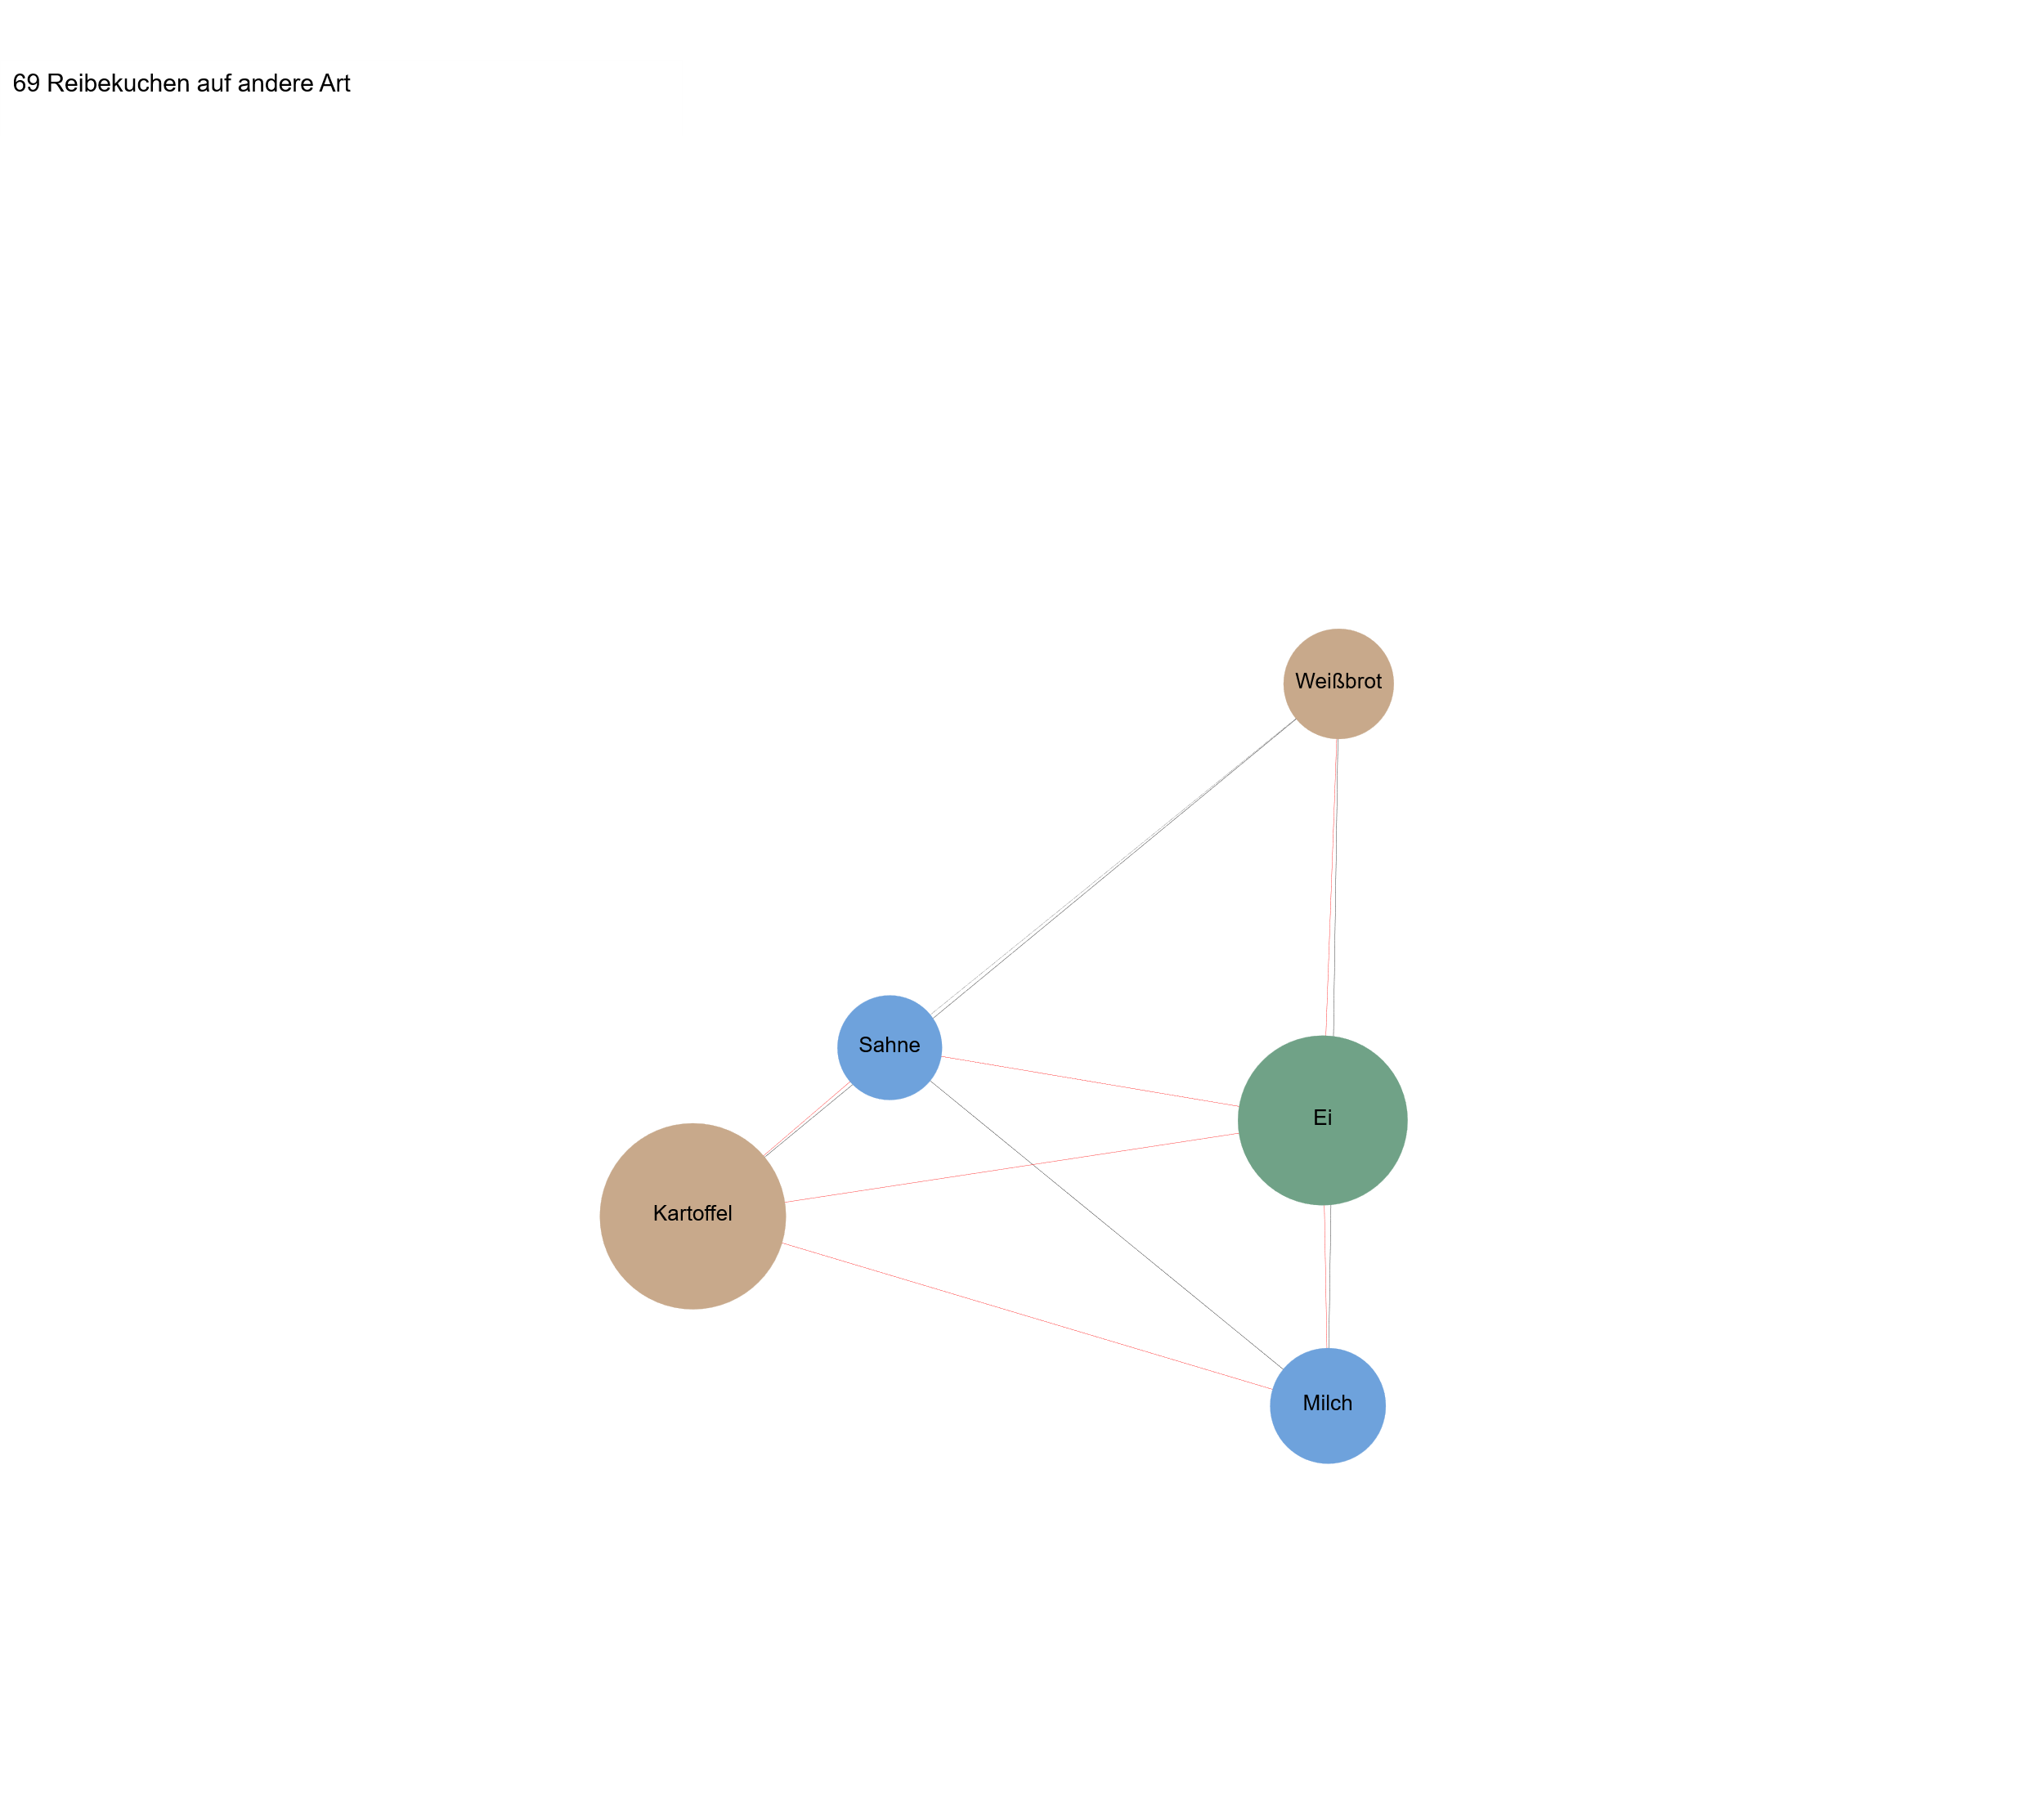 69 Reibekuchen auf andere Art
Weißbrot
Sahne
Ei
Kartoffel
Milch